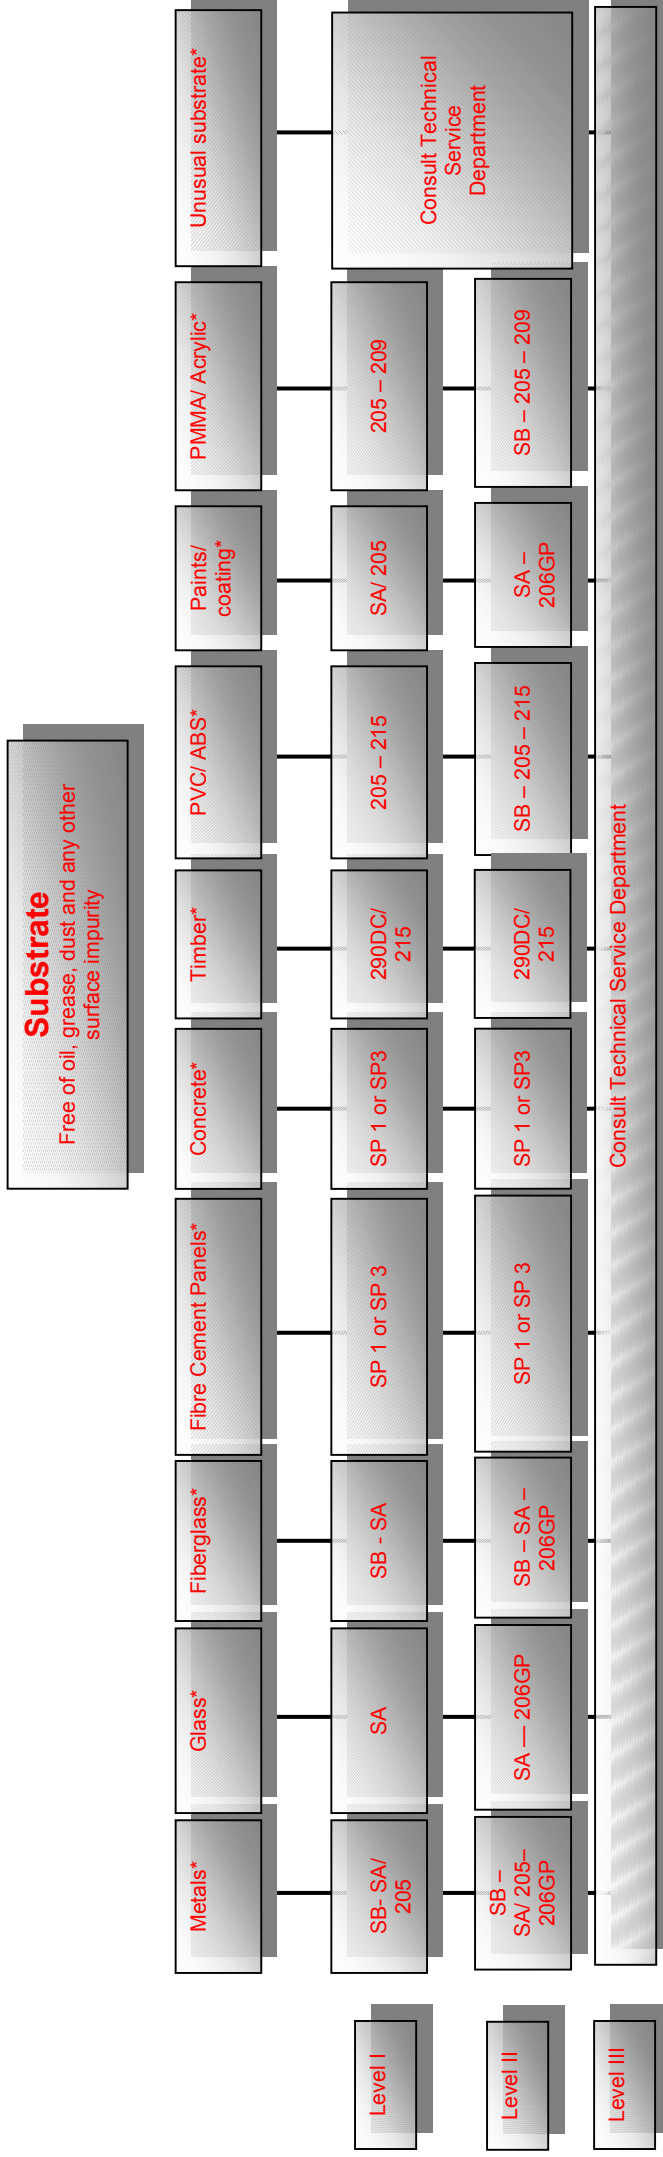 Substrate
Free of oil, grease, dust and any other
surface impurity
Metals*
Glass*
Fiberglass*
Fibre Cement Panels*
Concrete*
Timber*
PVC/ ABS*
Paints/
coating*
PMMA/ Acrylic*
Unusual substrate*
Level I
SB- SA/
205
SA
SB - SA
SP 1 or SP 3
SP 1 or SP3
290DC/
215
205 – 215
SA/ 205
205 – 209
Consult Technical
Service
Department
Level II
SB –
SA/ 205–
206GP
SA — 206GP
SB – SA –
206GP
SP 1 or SP 3
SP 1 or SP3
290DC/
215
SB – 205 – 215
SA –
206GP
SB – 205 – 209
Level III
Consult Technical Service Department